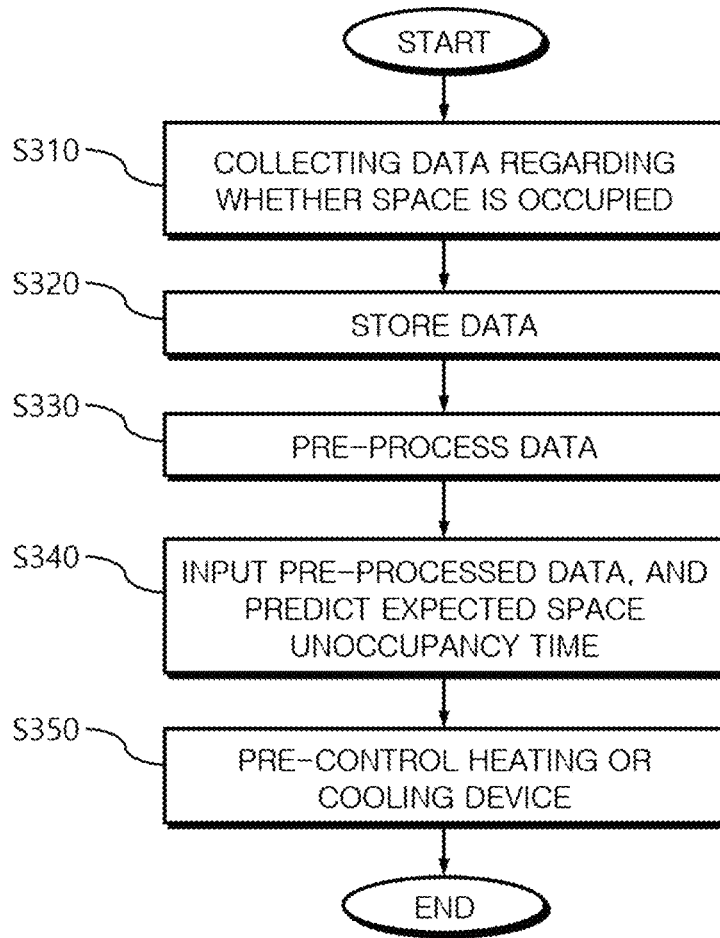 START
S310
COLLECTING DATA REGARDING
WHETHER SPACE IS OCCUPIED
S320
STORE DATA
S330
PRE-PROCESS DATA
S340
INPUT PRE-PROCESSED DATA, AND
PREDICT EXPECTED SPACE
UNOCCUPANCY TIME
S350
PRE-CONTROL HEATING OR
COOLING DEVICE
END